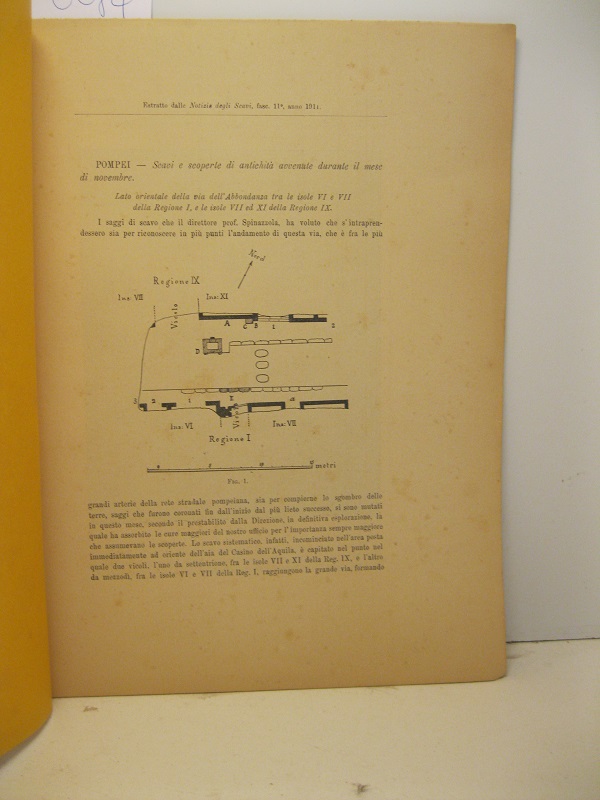 Estratto dalle Notizie degli Scavi, fasc. 11°, anno 1911.
POMPEI — Scavi e scoperte di antichità avvenute durante il mese
di novembre.
Lato orientale della via dell'Abbondanza tra le isole VI e VII
della Regione I, e le isole VII ed XI della Regione IX.
I saggi di scavo che il direttore prof. Spinazzola, ha voluto che s'intrapren-
dessero sia per riconoscere in più punti l'andamento di questa via, che è fra le più
Nord
Regione IX
Ins: VII
Ins: XI
Vicolo
A
C
B
1
2
D
3
2
1
X
Ins: VI
Vicolo
Ins: VII
Regione I
metri
Fig. 1.
grandi arterie della rete stradale pompeiana, sia per compierne lo sgombro delle
terre, saggi che furono coronati fin dall'inizio dal più lieto successo, si sono mutati
in questo mese, secondo il prestabilito dalla Direzione, in definitiva esplorazione, la
quale ha assorbito le cure maggiori del nostro ufficio per l'importanza sempre maggiore
che assumevano le scoperte. Lo scavo sistematico, infatti, incominciato nell'area posta
immediatamente ad oriente dell'aia del Casino dell'Aquila, è capitato nel punto nel
quale due vicoli, l'uno da settentrione, fra le isole VII e XI della Reg. IX, e l'altro
da mezzodì, fra le isole VI e VII della Reg. I, raggiungono la grande via, formando